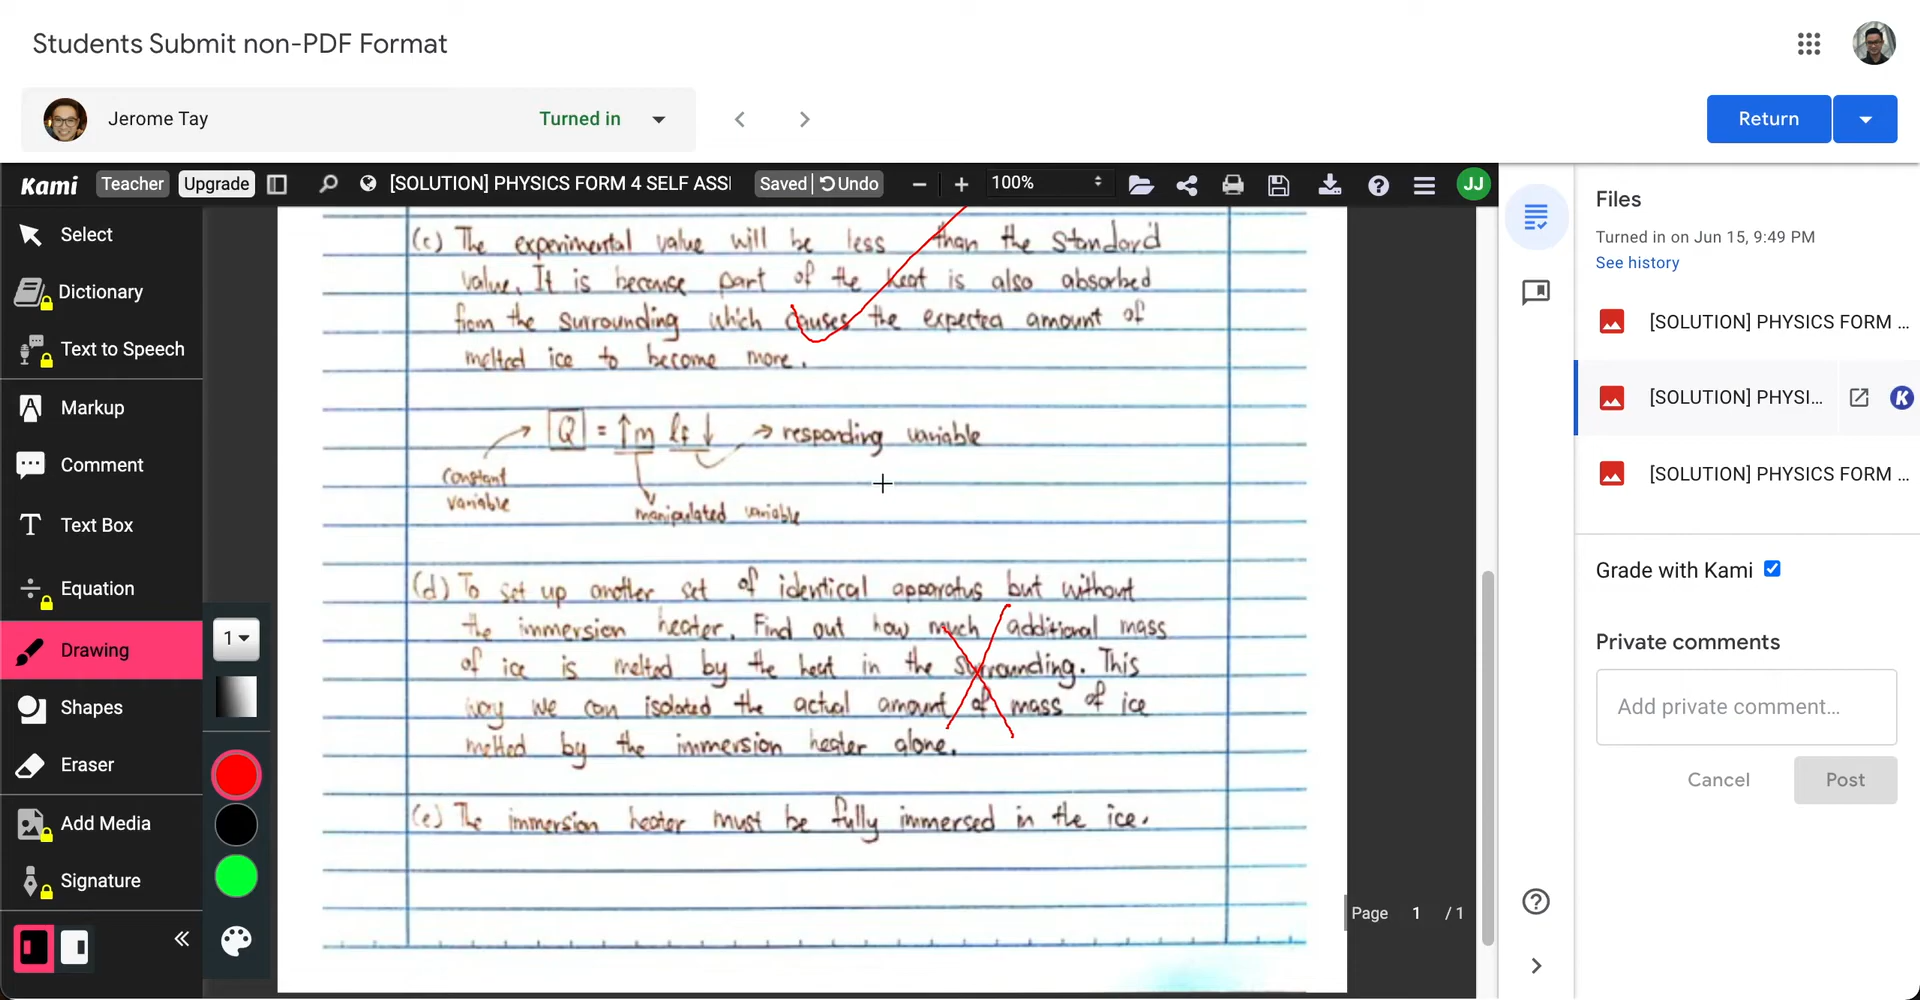 Students Submit non-PDF Format
Jerome Tay
Turned in
Return
Kami
Teacher
Upgrade
[SOLUTION] PHYSICS FORM 4 SELF ASSI
Saved | Undo
100%
JJ
Select
Dictionary
Text to Speech
Markup
Comment
Text Box
Equation
Drawing
Shapes
Eraser
Add Media
Signature
1
(c) The experimental value will be less than the standard
value. It is because part of the heat is also absorbed
from the surrounding which causes the expected amount of
melted ice to become more.
Q = ↑m lf ↓ → responding variable
constant
variable
manipulated variable
(d) To set up another set of identical apparatus but without
the immersion heater. Find out how much additional mass
of ice is melted by the heat in the surrounding. This
way we can isolated the actual amount of mass of ice
melted by the immersion heater alone.
(e) The immersion heater must be fully immersed in the ice.
Page 1 / 1
Files
Turned in on Jun 15, 9:49 PM
See history
[SOLUTION] PHYSICS FORM ...
[SOLUTION] PHYSI...
K
[SOLUTION] PHYSICS FORM ...
Grade with Kami
Private comments
Add private comment...
Cancel
Post